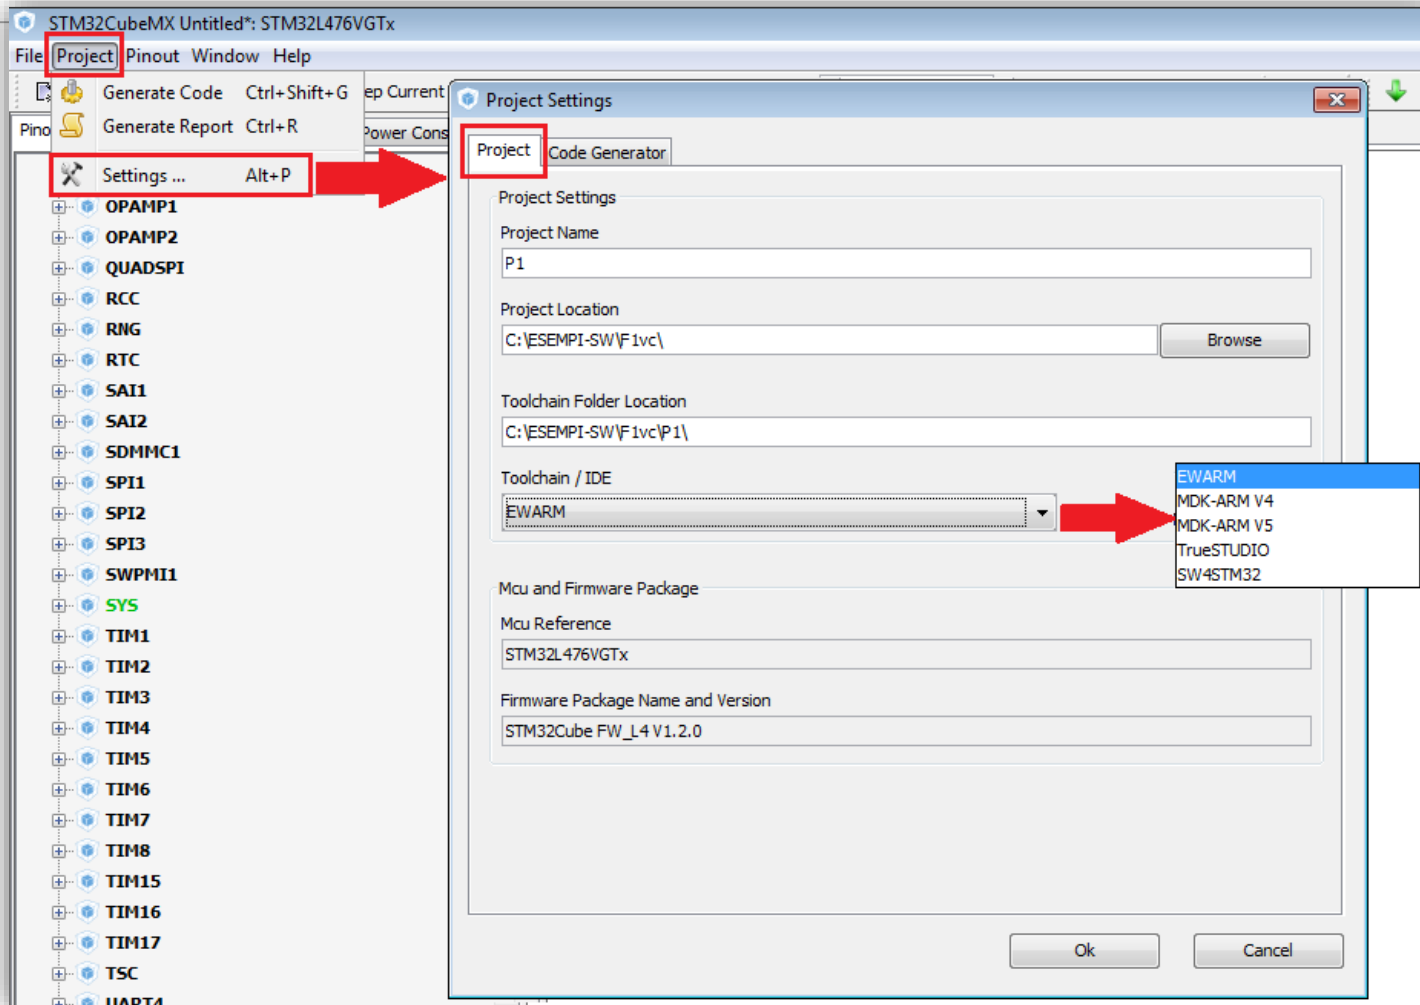 STM32CubeMX Untitled*: STM32L476VGTx
File Project Pinout Window Help
Generate Code Ctrl+Shift+G
ep Current
Generate Report Ctrl+R
Pino
Power Cons
Settings ... Alt+P
OPAMP1
OPAMP2
QUADSPI
RCC
RNG
RTC
SAI1
SAI2
SDMMC1
SPI1
SPI2
SPI3
SWPMI1
SYS
TIM1
TIM2
TIM3
TIM4
TIM5
TIM6
TIM7
TIM8
TIM15
TIM16
TIM17
TSC
UART4
Project Settings
Project Code Generator
Project Settings
Project Name
P1
Project Location
C:\ESEMPI-SW\F1vc\
Browse
Toolchain Folder Location
C:\ESEMPI-SW\F1vc\P1\
Toolchain / IDE
EWARM
EWARM
MDK-ARM V4
MDK-ARM V5
TrueSTUDIO
SW4STM32
Mcu and Firmware Package
Mcu Reference
STM32L476VGTx
Firmware Package Name and Version
STM32Cube FW_L4 V1.2.0
Ok Cancel